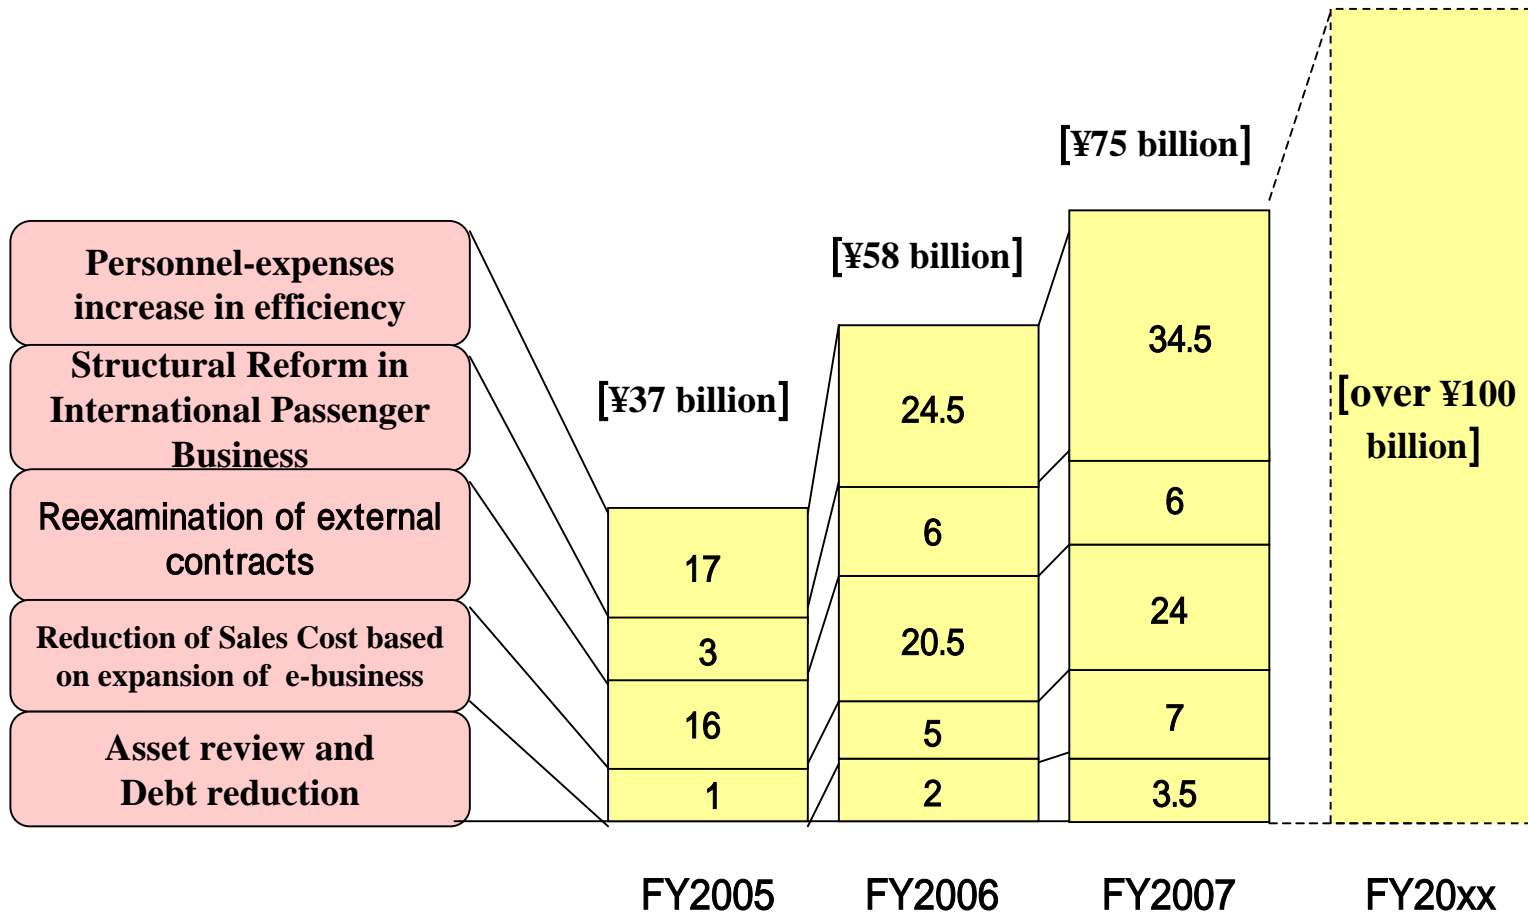 Personnel-expenses
increase in efficiency
Structural Reform in
International Passenger
Business
Reexamination of external
contracts
Reduction of Sales Cost based
on expansion of e-business
Asset review and
Debt reduction
[¥37 billion]
17
3
16
1
FY2005
[¥58 billion]
24.5
6
20.5
5
2
FY2006
[¥75 billion]
34.5
6
24
7
3.5
FY2007
[over ¥100
billion]
FY20xx